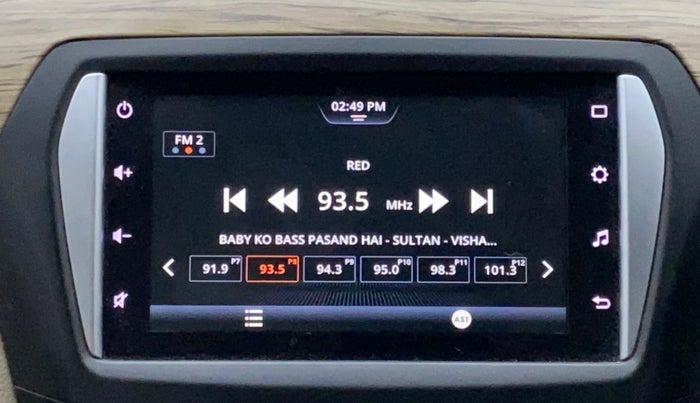 02:49 PM
FM 2
RED
93.5 MHz
BABY KO BASS PASAND HAI - SULTAN - VISHA...
91.9 P7 93.5 P8 94.3 P9 95.0 P10 98.3 P11 101.3 P12
AST